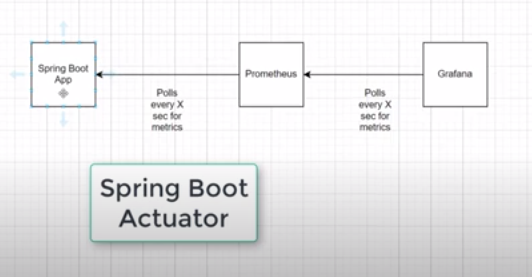 Spring Boot
App
Prometheus
Grafana
Polls
every X
sec for
metrics
Polls
every X
sec for
metrics
Spring Boot
Actuator